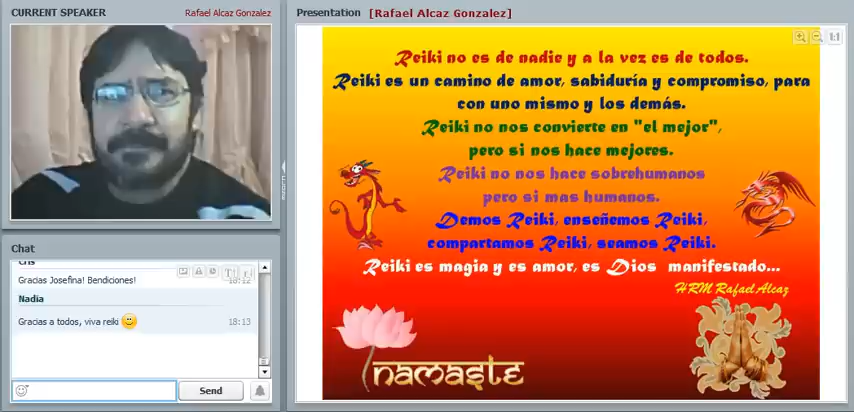 CURRENT SPEAKER
Rafael Alcaz Gonzalez
Chat
Cris
Gracias Josefina! Bendiciones!
18:12
Nadia
Gracias a todos, viva reiki
18:13
Send
Presentation [Rafael Alcaz Gonzalez]
1:1
Reiki no es de nadie y a la vez es de todos.
Reiki es un camino de amor, sabiduría y compromiso, para
con uno mismo y los demás.
Reiki no nos convierte en "el mejor",
pero si nos hace mejores.
Reiki no nos hace sobrehumanos
pero si mas humanos.
Demos Reiki, enseñemos Reiki,
compartamos Reiki, seamos Reiki.
Reiki es magia y es amor, es Dios manifestado...
HRM Rafael Alcaz
namaste